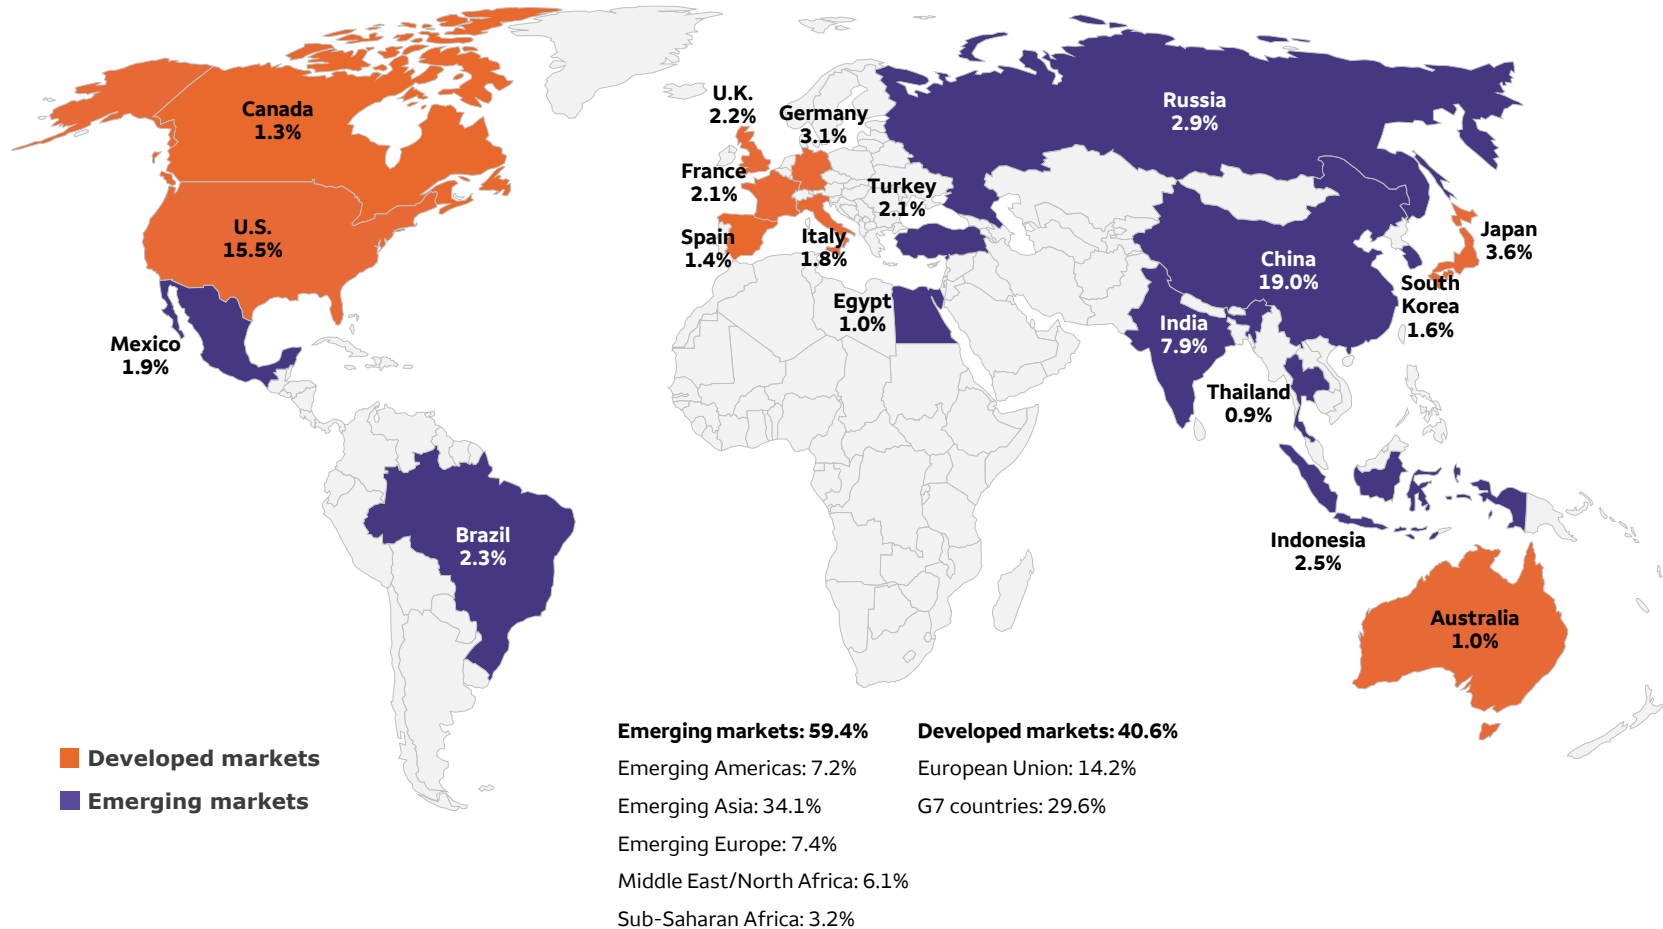 Canada
1.3%
U.S.
15.5%
Mexico
1.9%
Brazil
2.3%
U.K.
2.2%
Germany
3.1%
France
2.1%
Spain
1.4%
Italy
1.8%
Turkey
2.1%
Egypt
1.0%
Russia
2.9%
China
19.0%
India
7.9%
Thailand
0.9%
Japan
3.6%
South
Korea
1.6%
Indonesia
2.5%
Australia
1.0%
Developed markets
Emerging markets
Emerging markets: 59.4%
Emerging Americas: 7.2%
Emerging Asia: 34.1%
Emerging Europe: 7.4%
Middle East/North Africa: 6.1%
Sub-Saharan Africa: 3.2%
Developed markets: 40.6%
European Union: 14.2%
G7 countries: 29.6%